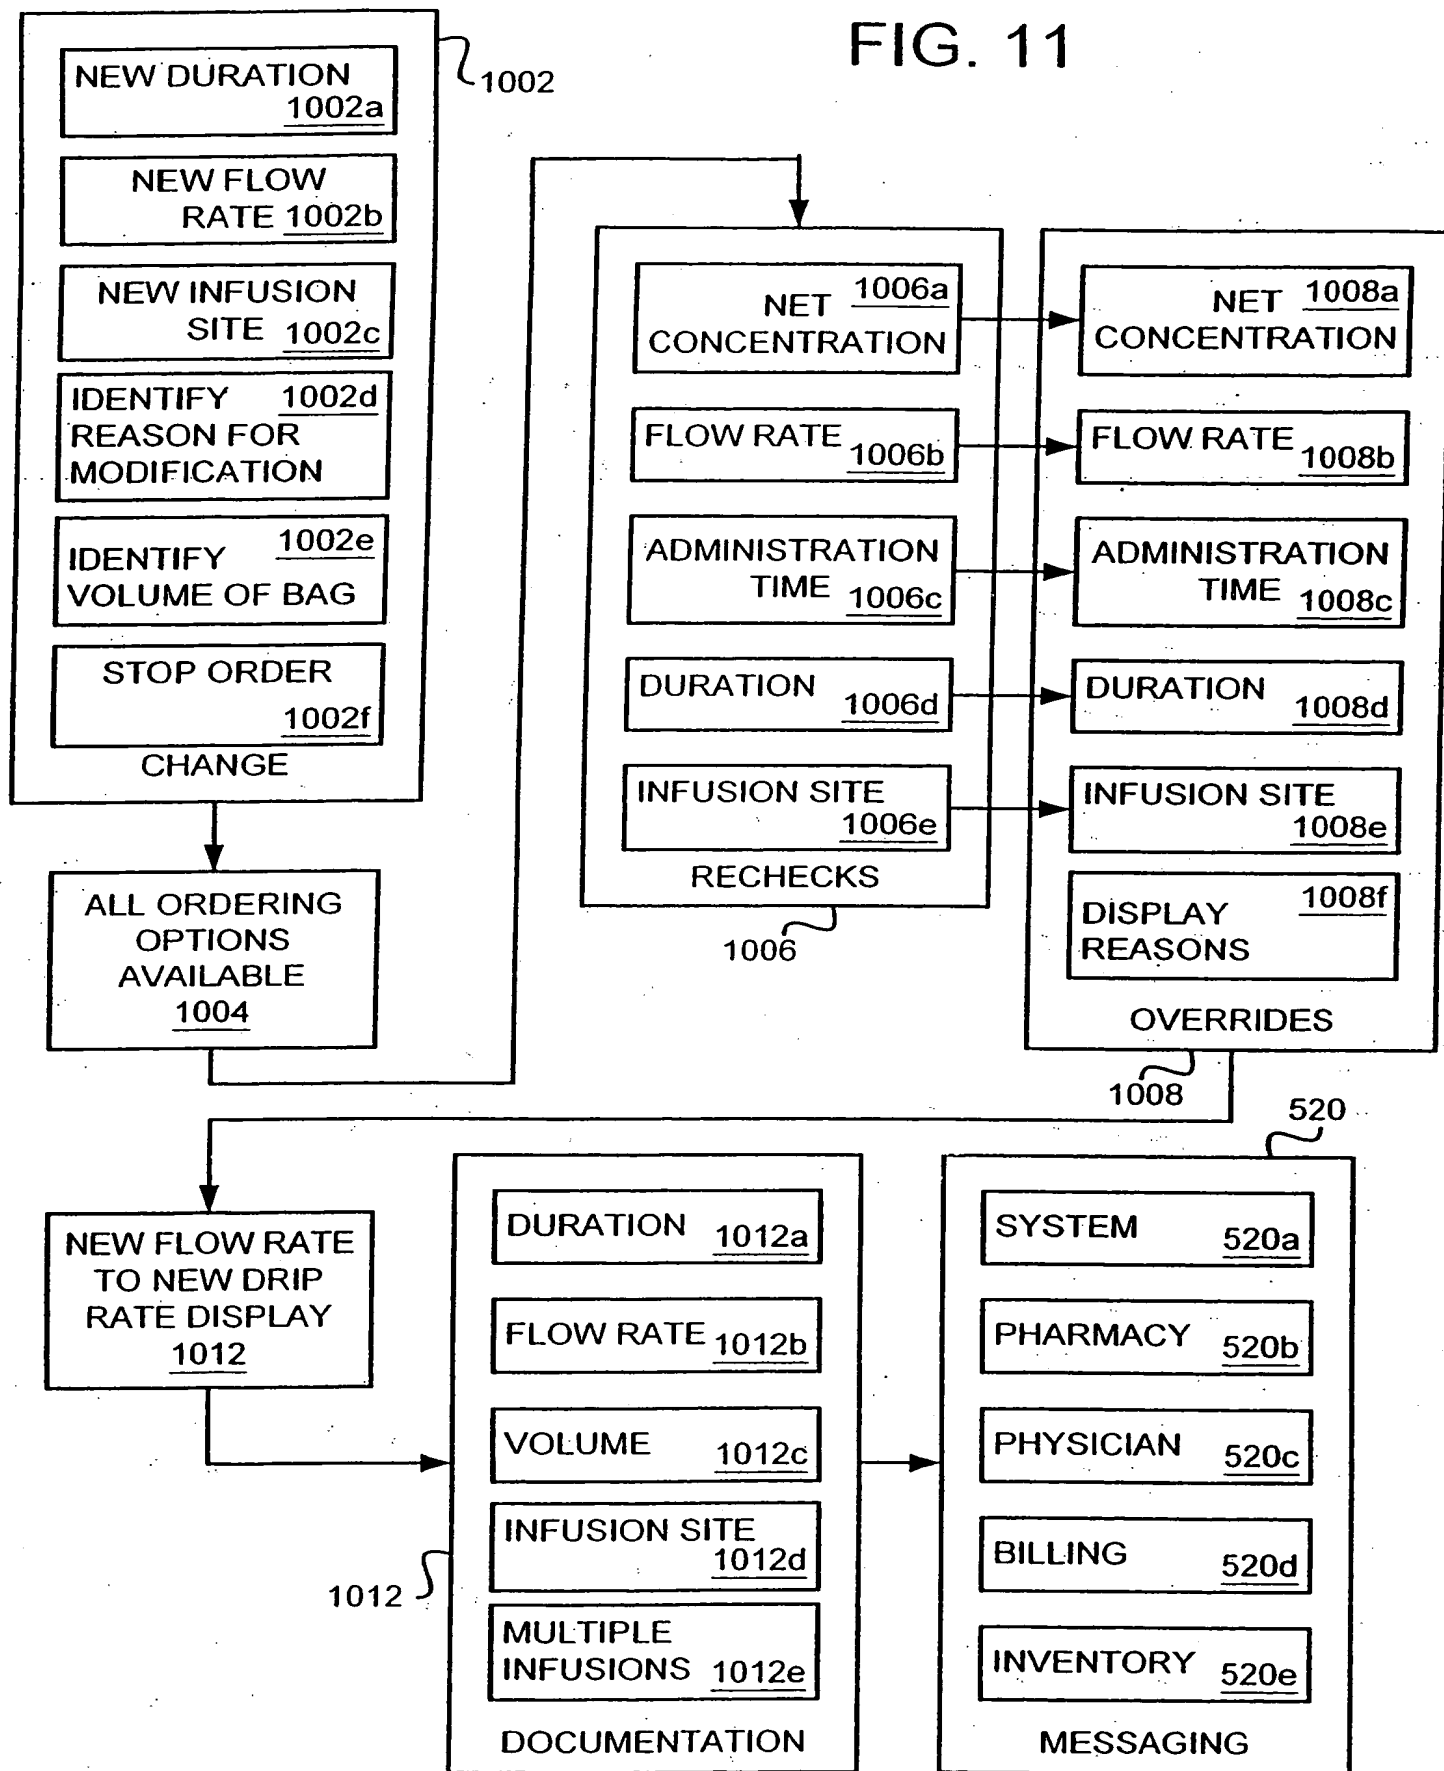 FIG. 11
1002
NEW DURATION
1002a
NEW FLOW
RATE 1002b
NEW INFUSION
SITE 1002c
IDENTIFY 1002d
REASON FOR
MODIFICATION
1002e
IDENTIFY
VOLUME OF BAG
STOP ORDER
1002f
CHANGE
ALL ORDERING
OPTIONS
AVAILABLE
1004
NET 1006a
CONCENTRATION
FLOW RATE 1006b
ADMINISTRATION
TIME 1006c
DURATION 1006d
INFUSION SITE
1006e
RECHECKS
1006
NET 1008a
CONCENTRATION
FLOW RATE 1008b
ADMINISTRATION
TIME 1008c
DURATION 1008d
INFUSION SITE
1008e
1008f
DISPLAY
REASONS
OVERRIDES
1008
NEW FLOW RATE
TO NEW DRIP
RATE DISPLAY
1012
DURATION 1012a
FLOW RATE 1012b
VOLUME 1012c
INFUSION SITE
1012d
MULTIPLE
INFUSIONS 1012e
DOCUMENTATION
1012
520
SYSTEM 520a
PHARMACY 520b
PHYSICIAN 520c
BILLING 520d
INVENTORY 520e
MESSAGING